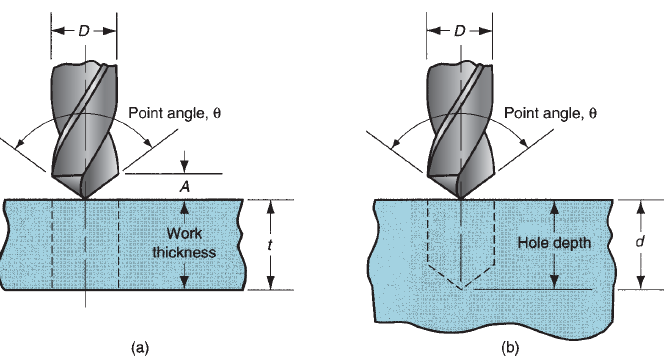 D
D
Point angle, θ
Point angle, θ
A
Work
thickness
t
Hole depth
d
(a)
(b)